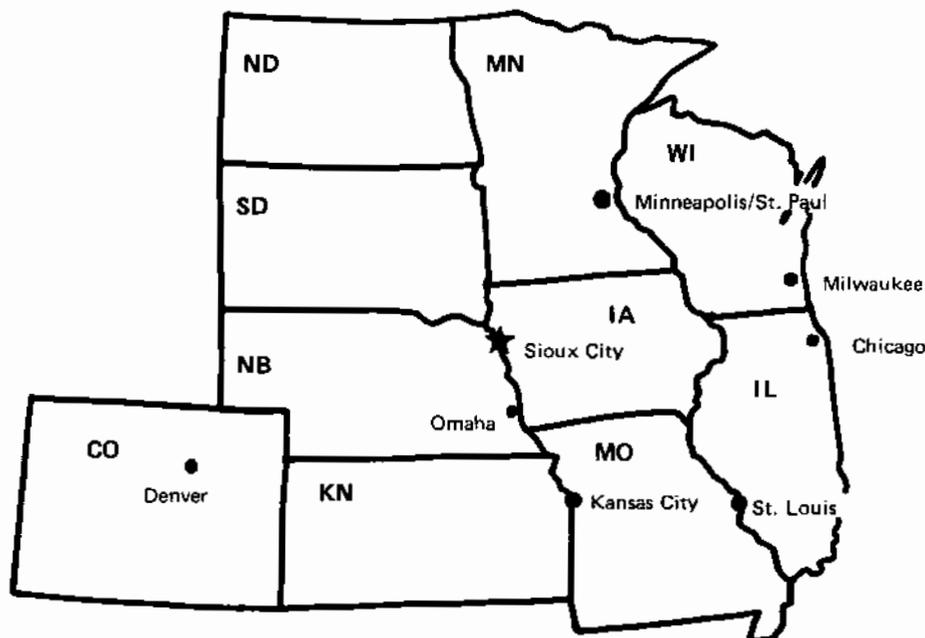 ND
MN
WI
SD
Minneapolis/St. Paul
Milwaukee
IA
NB
Sioux City
Chicago
IL
Omaha
CO
MO
Denver
KN
Kansas City
St. Louis